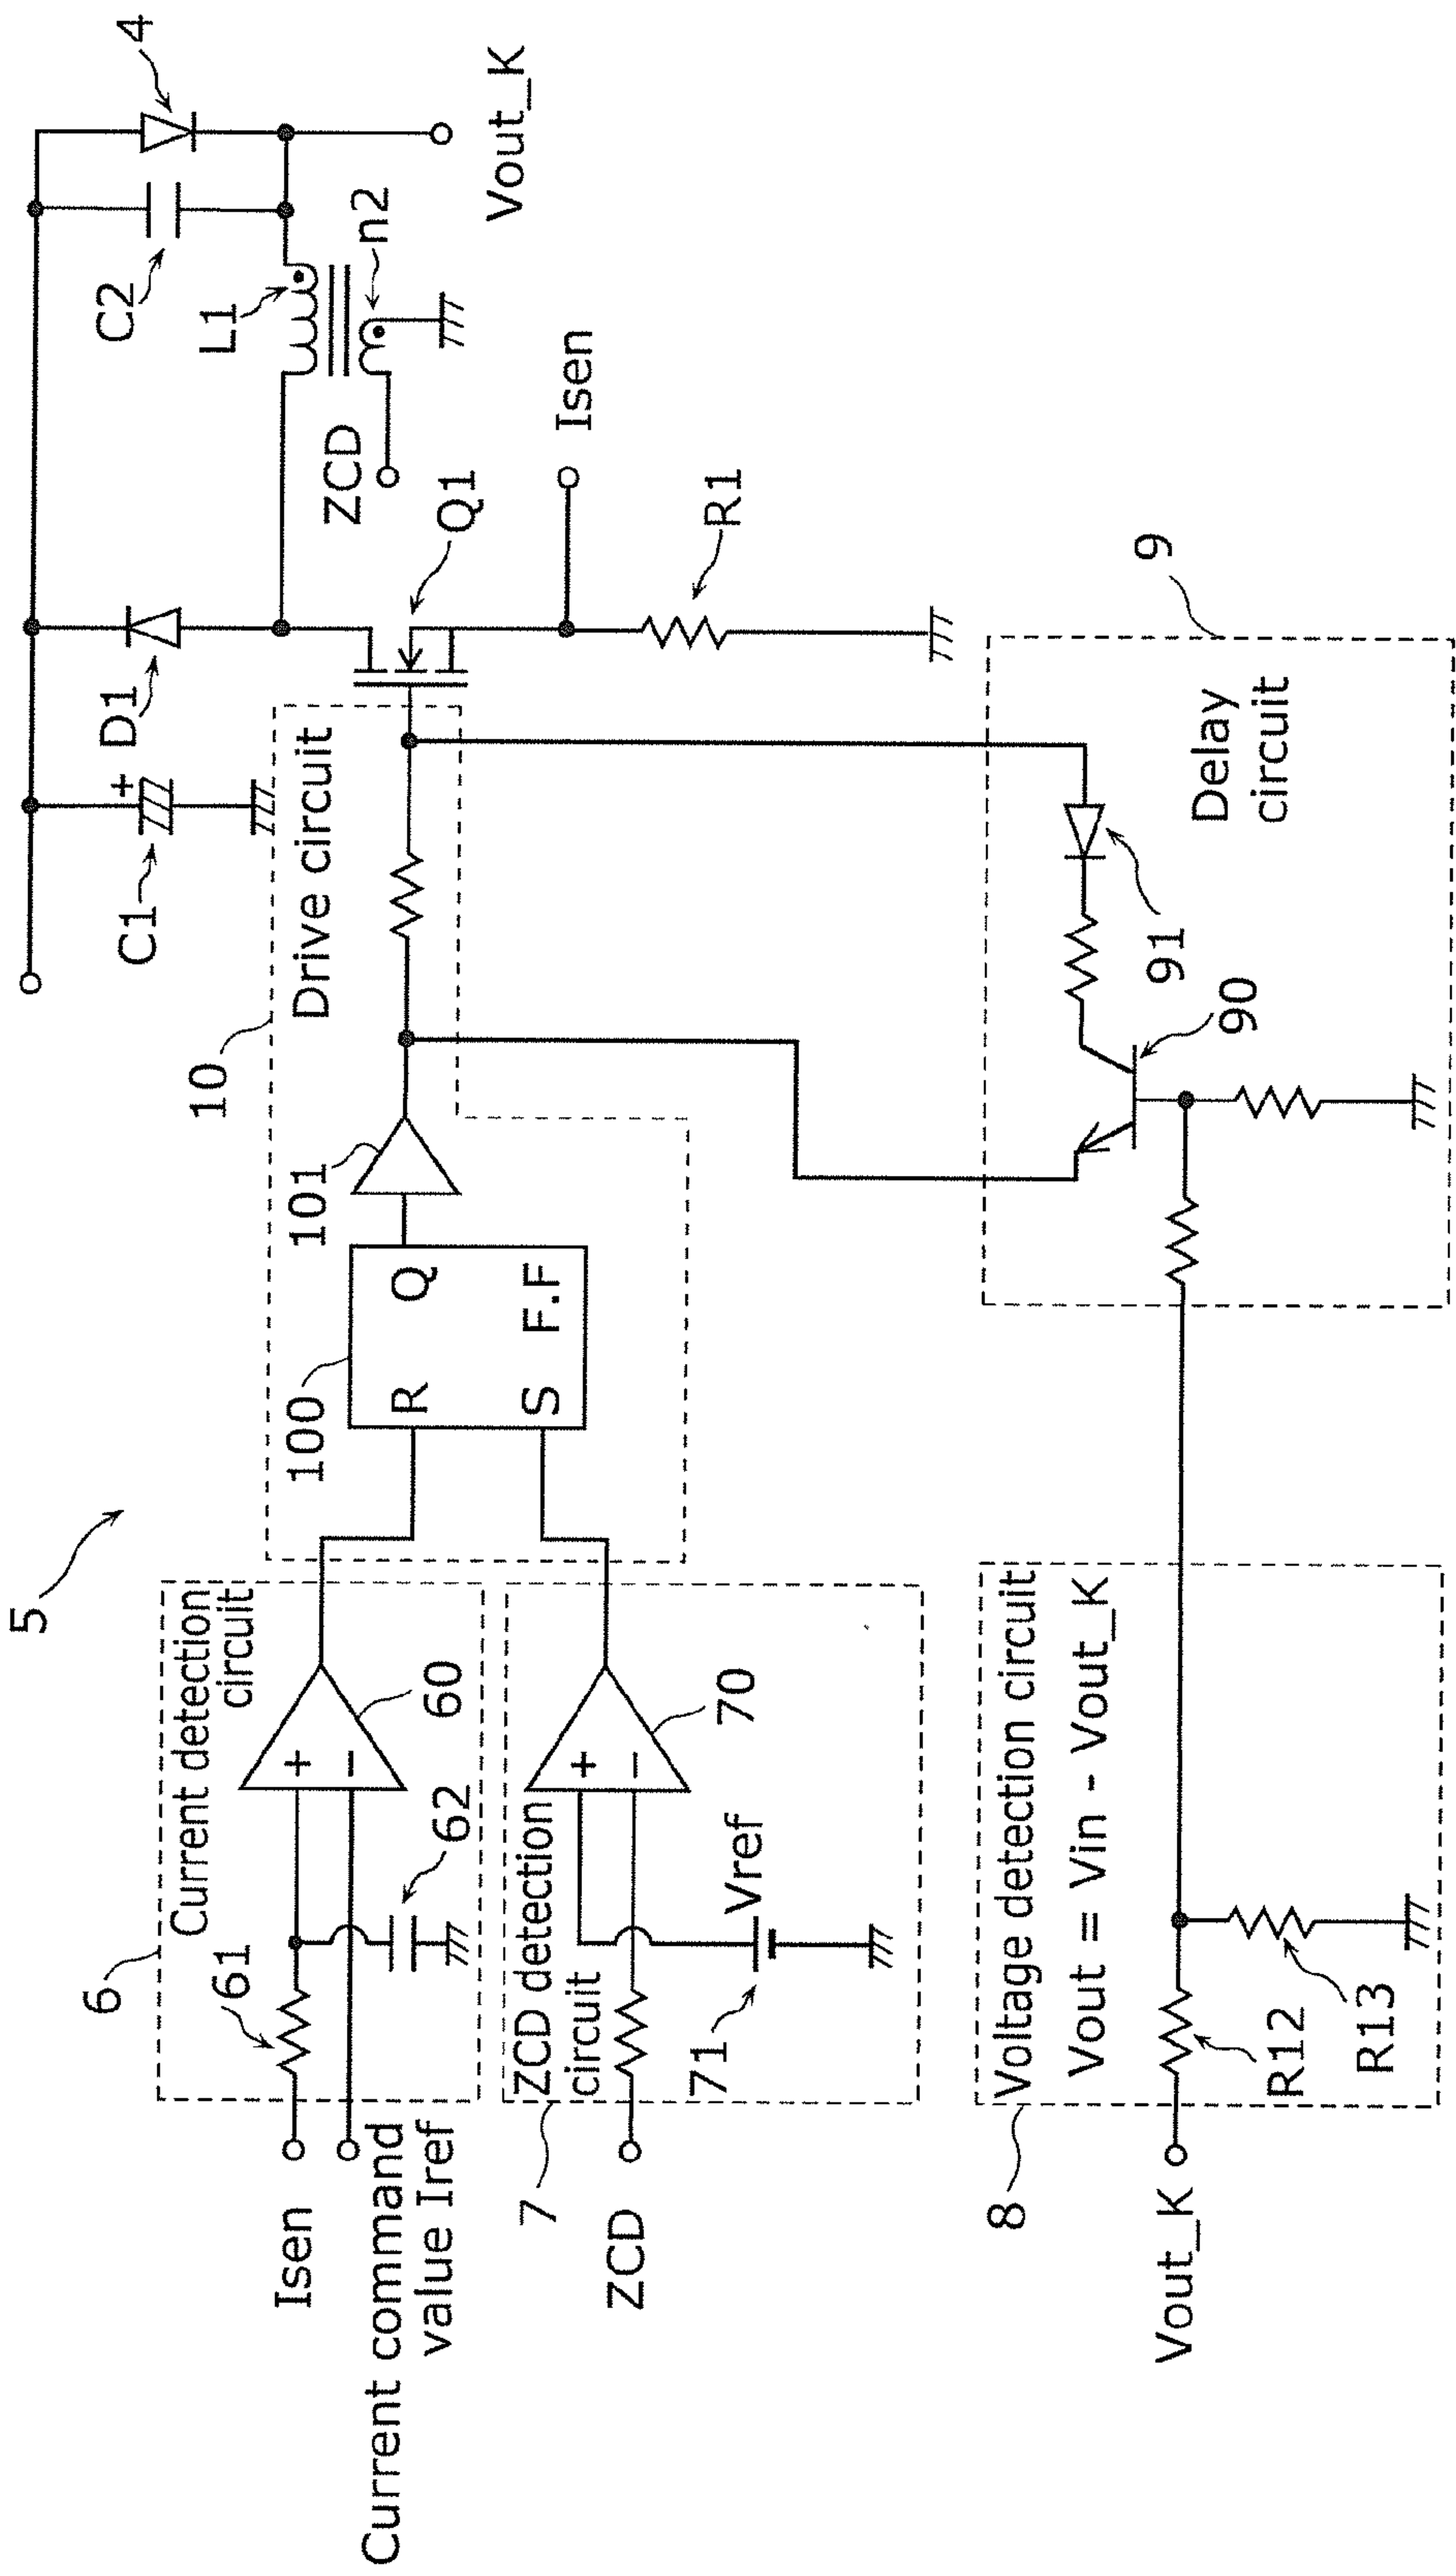 5
C1
+
D1
C2
4
L1
n2
ZCD
Vout_K
Q1
Isen
R1
10
Drive circuit
100
R
Q
S
F.F
101
6
Current detection
circuit
61
+
-
60
62
Isen
Current command
value Iref
7
ZCD detection
circuit
+
-
70
71
Vref
ZCD
8
Voltage detection circuit
Vout = Vin - Vout_K
R12
R13
Vout_K
9
Delay
circuit
90
91